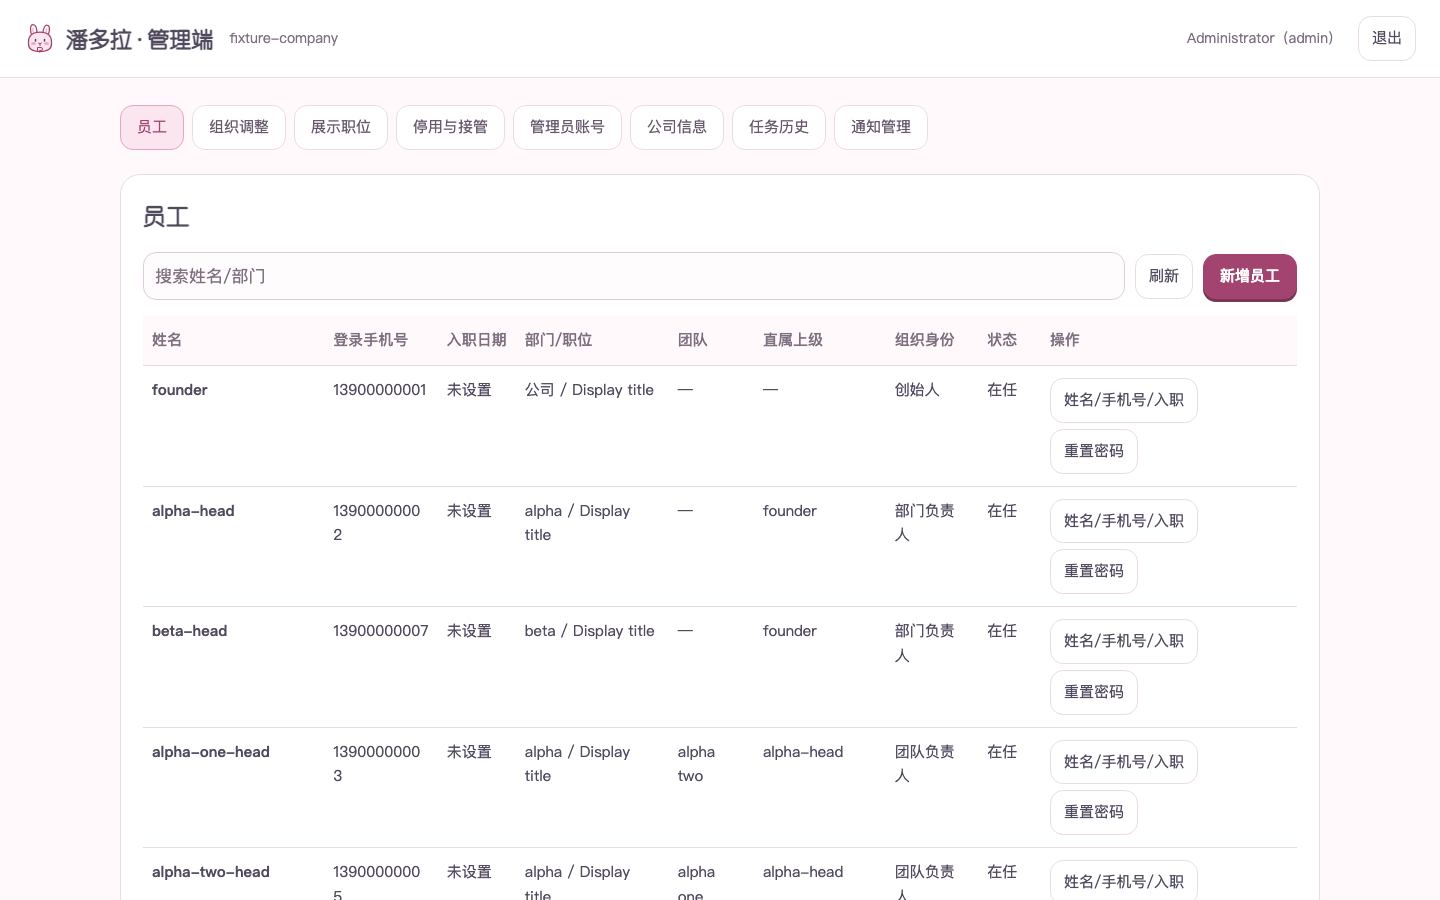 潘多拉 · 管理端 fixture-company Administrator（admin） 退出
员工 组织调整 展示职位 停用与接管 管理员账号 公司信息 任务历史 通知管理
员工
搜索姓名/部门 刷新 新增员工
姓名 登录手机号 入职日期 部门/职位 团队 直属上级 组织身份 状态 操作
founder 13900000001 未设置 公司 / Display title — — 创始人 在任 姓名/手机号/入职
重置密码
alpha-head 1390000000 未设置 alpha / Display — founder 部门负责 在任 姓名/手机号/入职
2 title 人
重置密码
beta-head 13900000007 未设置 beta / Display title — founder 部门负责 在任 姓名/手机号/入职
人
重置密码
alpha-one-head 1390000000 未设置 alpha / Display alpha alpha-head 团队负责 在任 姓名/手机号/入职
3 title two 人
重置密码
alpha-two-head 1390000000 未设置 alpha / Display alpha alpha-head 团队负责 在任 姓名/手机号/入职
5 title one 人